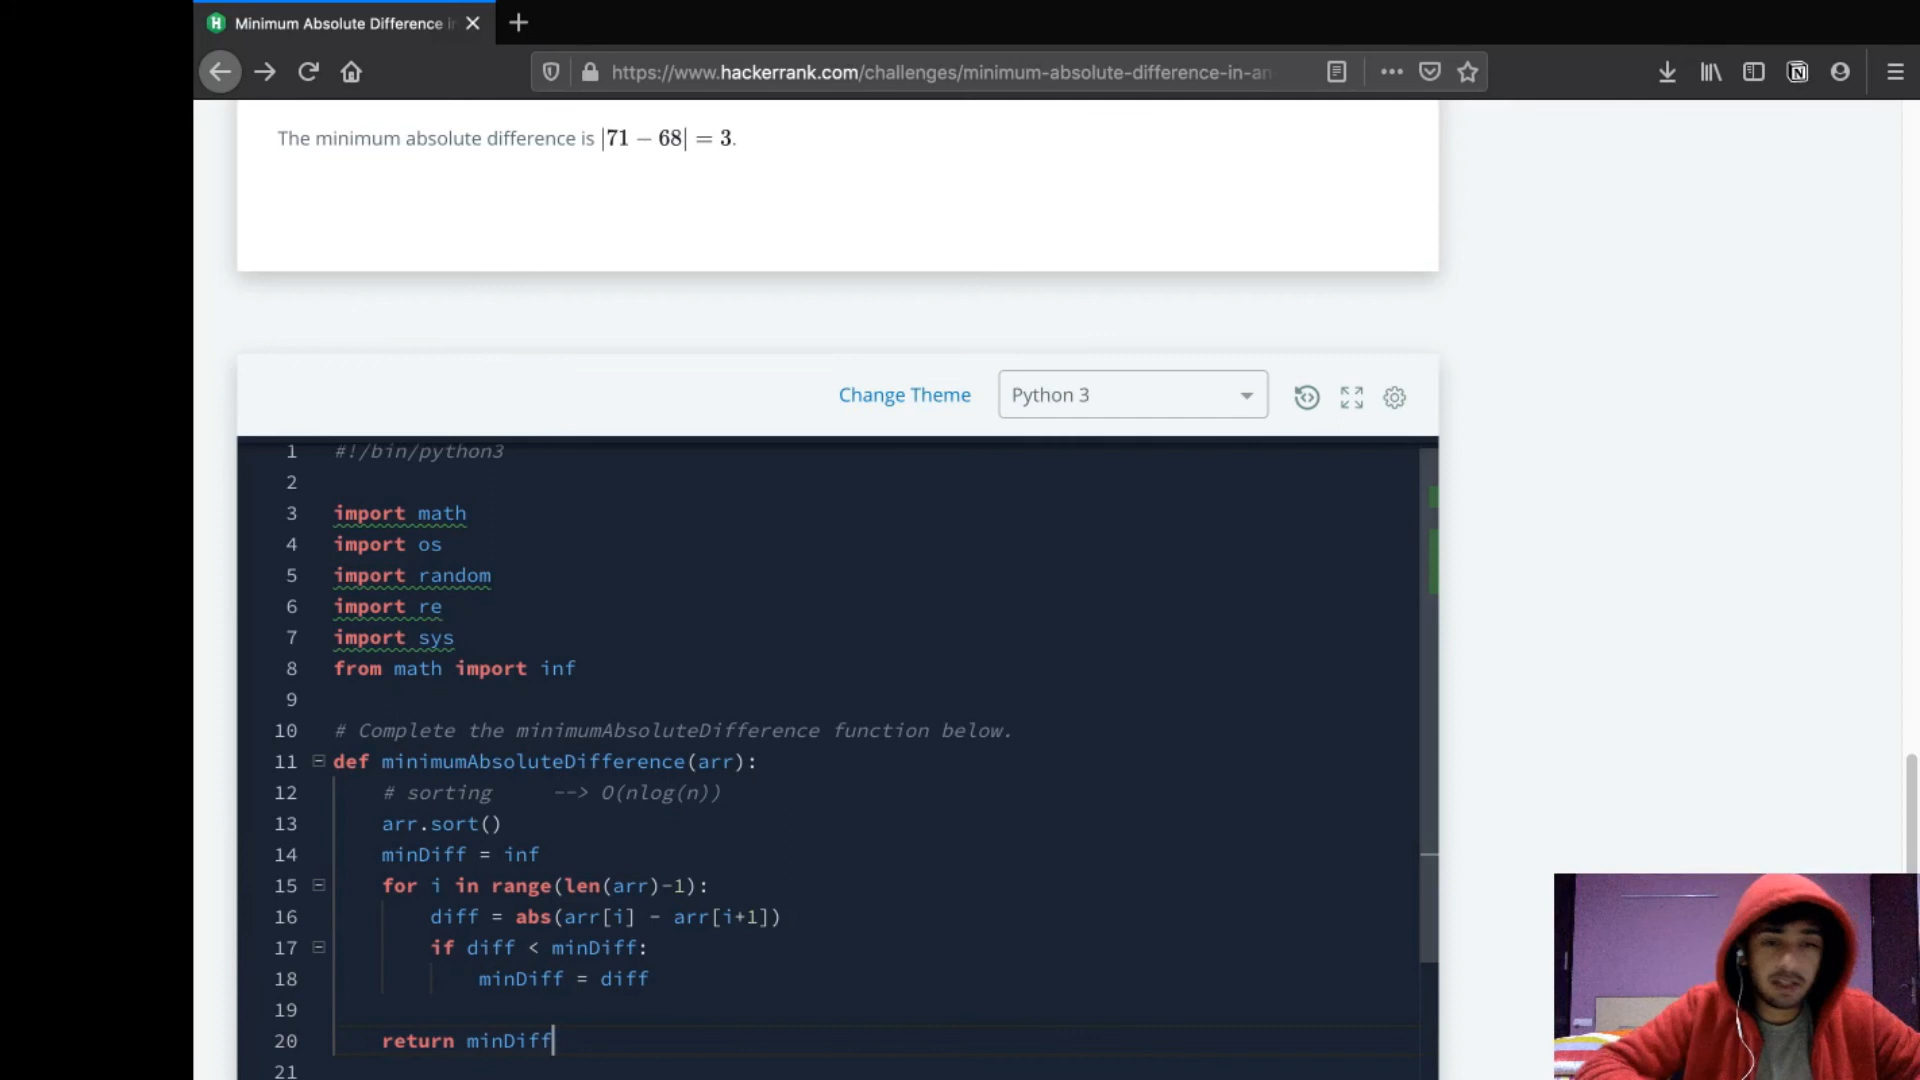 Minimum Absolute Difference in
https://www.hackerrank.com/challenges/minimum-absolute-difference-in-an
The minimum absolute difference is |71 − 68| = 3.
Change Theme
Python 3
1 #!/bin/python3
2
3 import math
4 import os
5 import random
6 import re
7 import sys
8 from math import inf
9
10 # Complete the minimumAbsoluteDifference function below.
11 def minimumAbsoluteDifference(arr):
12 # sorting --> O(nlog(n))
13 arr.sort()
14 minDiff = inf
15 for i in range(len(arr)-1):
16 diff = abs(arr[i] - arr[i+1])
17 if diff < minDiff:
18 minDiff = diff
19
20 return minDiff
21